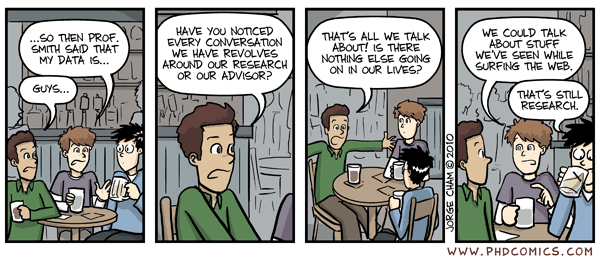 ...SO THEN PROF.
SMITH SAID THAT
MY DATA IS...
GUYS...
HAVE YOU NOTICED
EVERY CONVERSATION
WE HAVE REVOLVES
AROUND OUR RESEARCH
OR OUR ADVISOR?
THAT'S ALL WE TALK
ABOUT! IS THERE
NOTHING ELSE GOING
ON IN OUR LIVES?
JORGE CHAM © 2010
WE COULD TALK
ABOUT STUFF
WE'VE SEEN WHILE
SURFING THE WEB.
THAT'S STILL
RESEARCH.
WWW.PHDCOMICS.COM